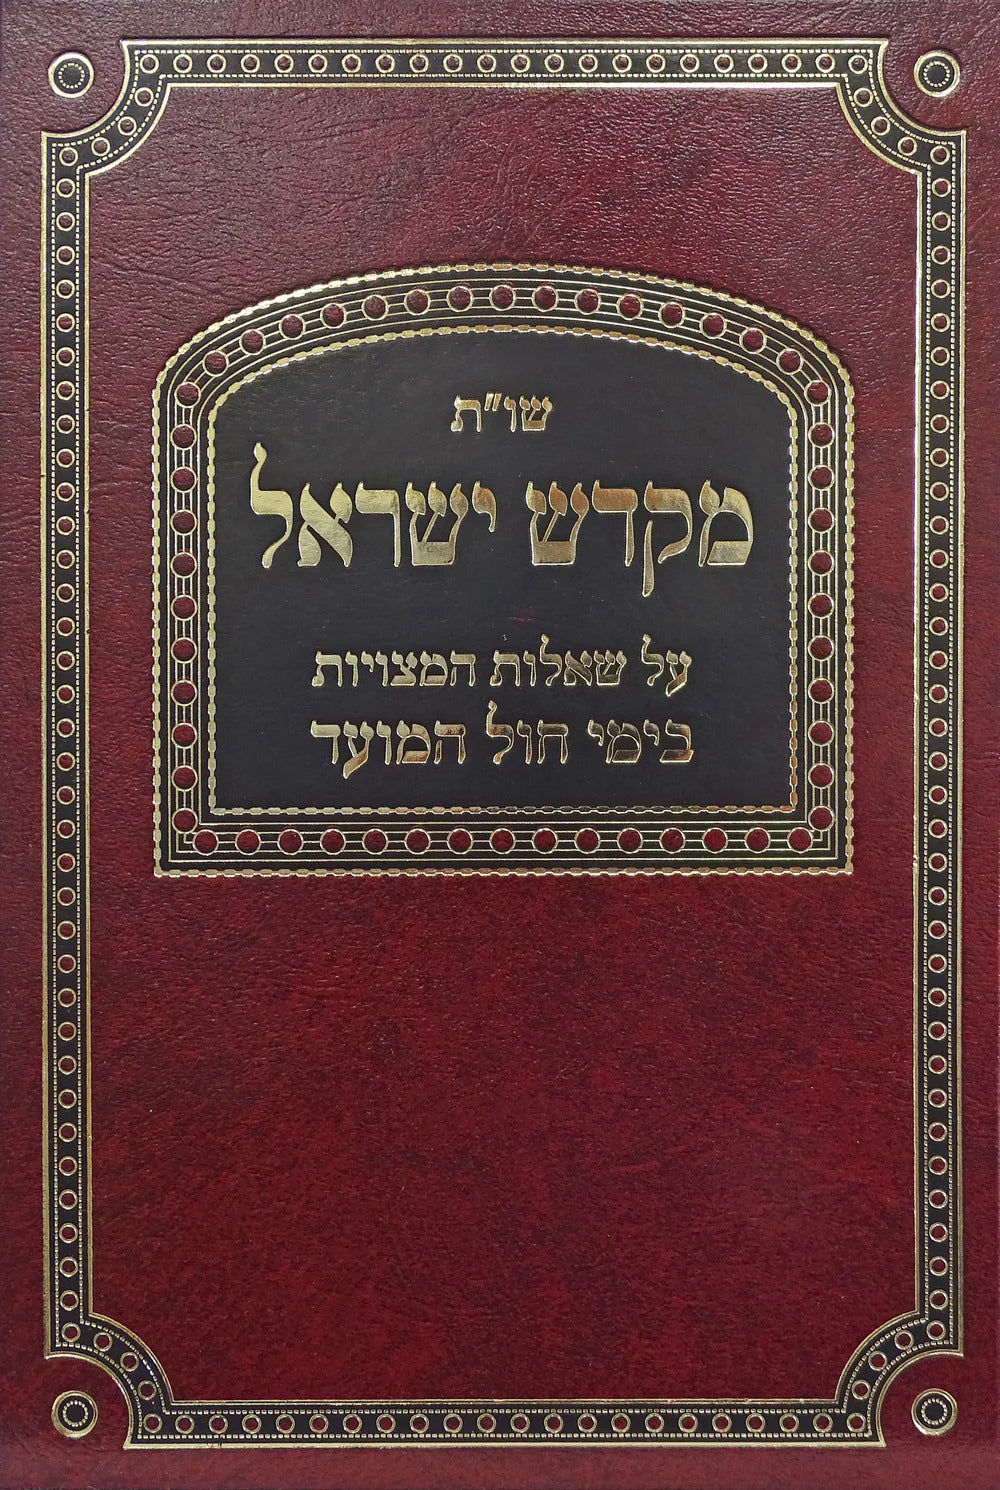 שו"ת
מקדש ישראל
על שאלות המצויות
בימי חול המועד